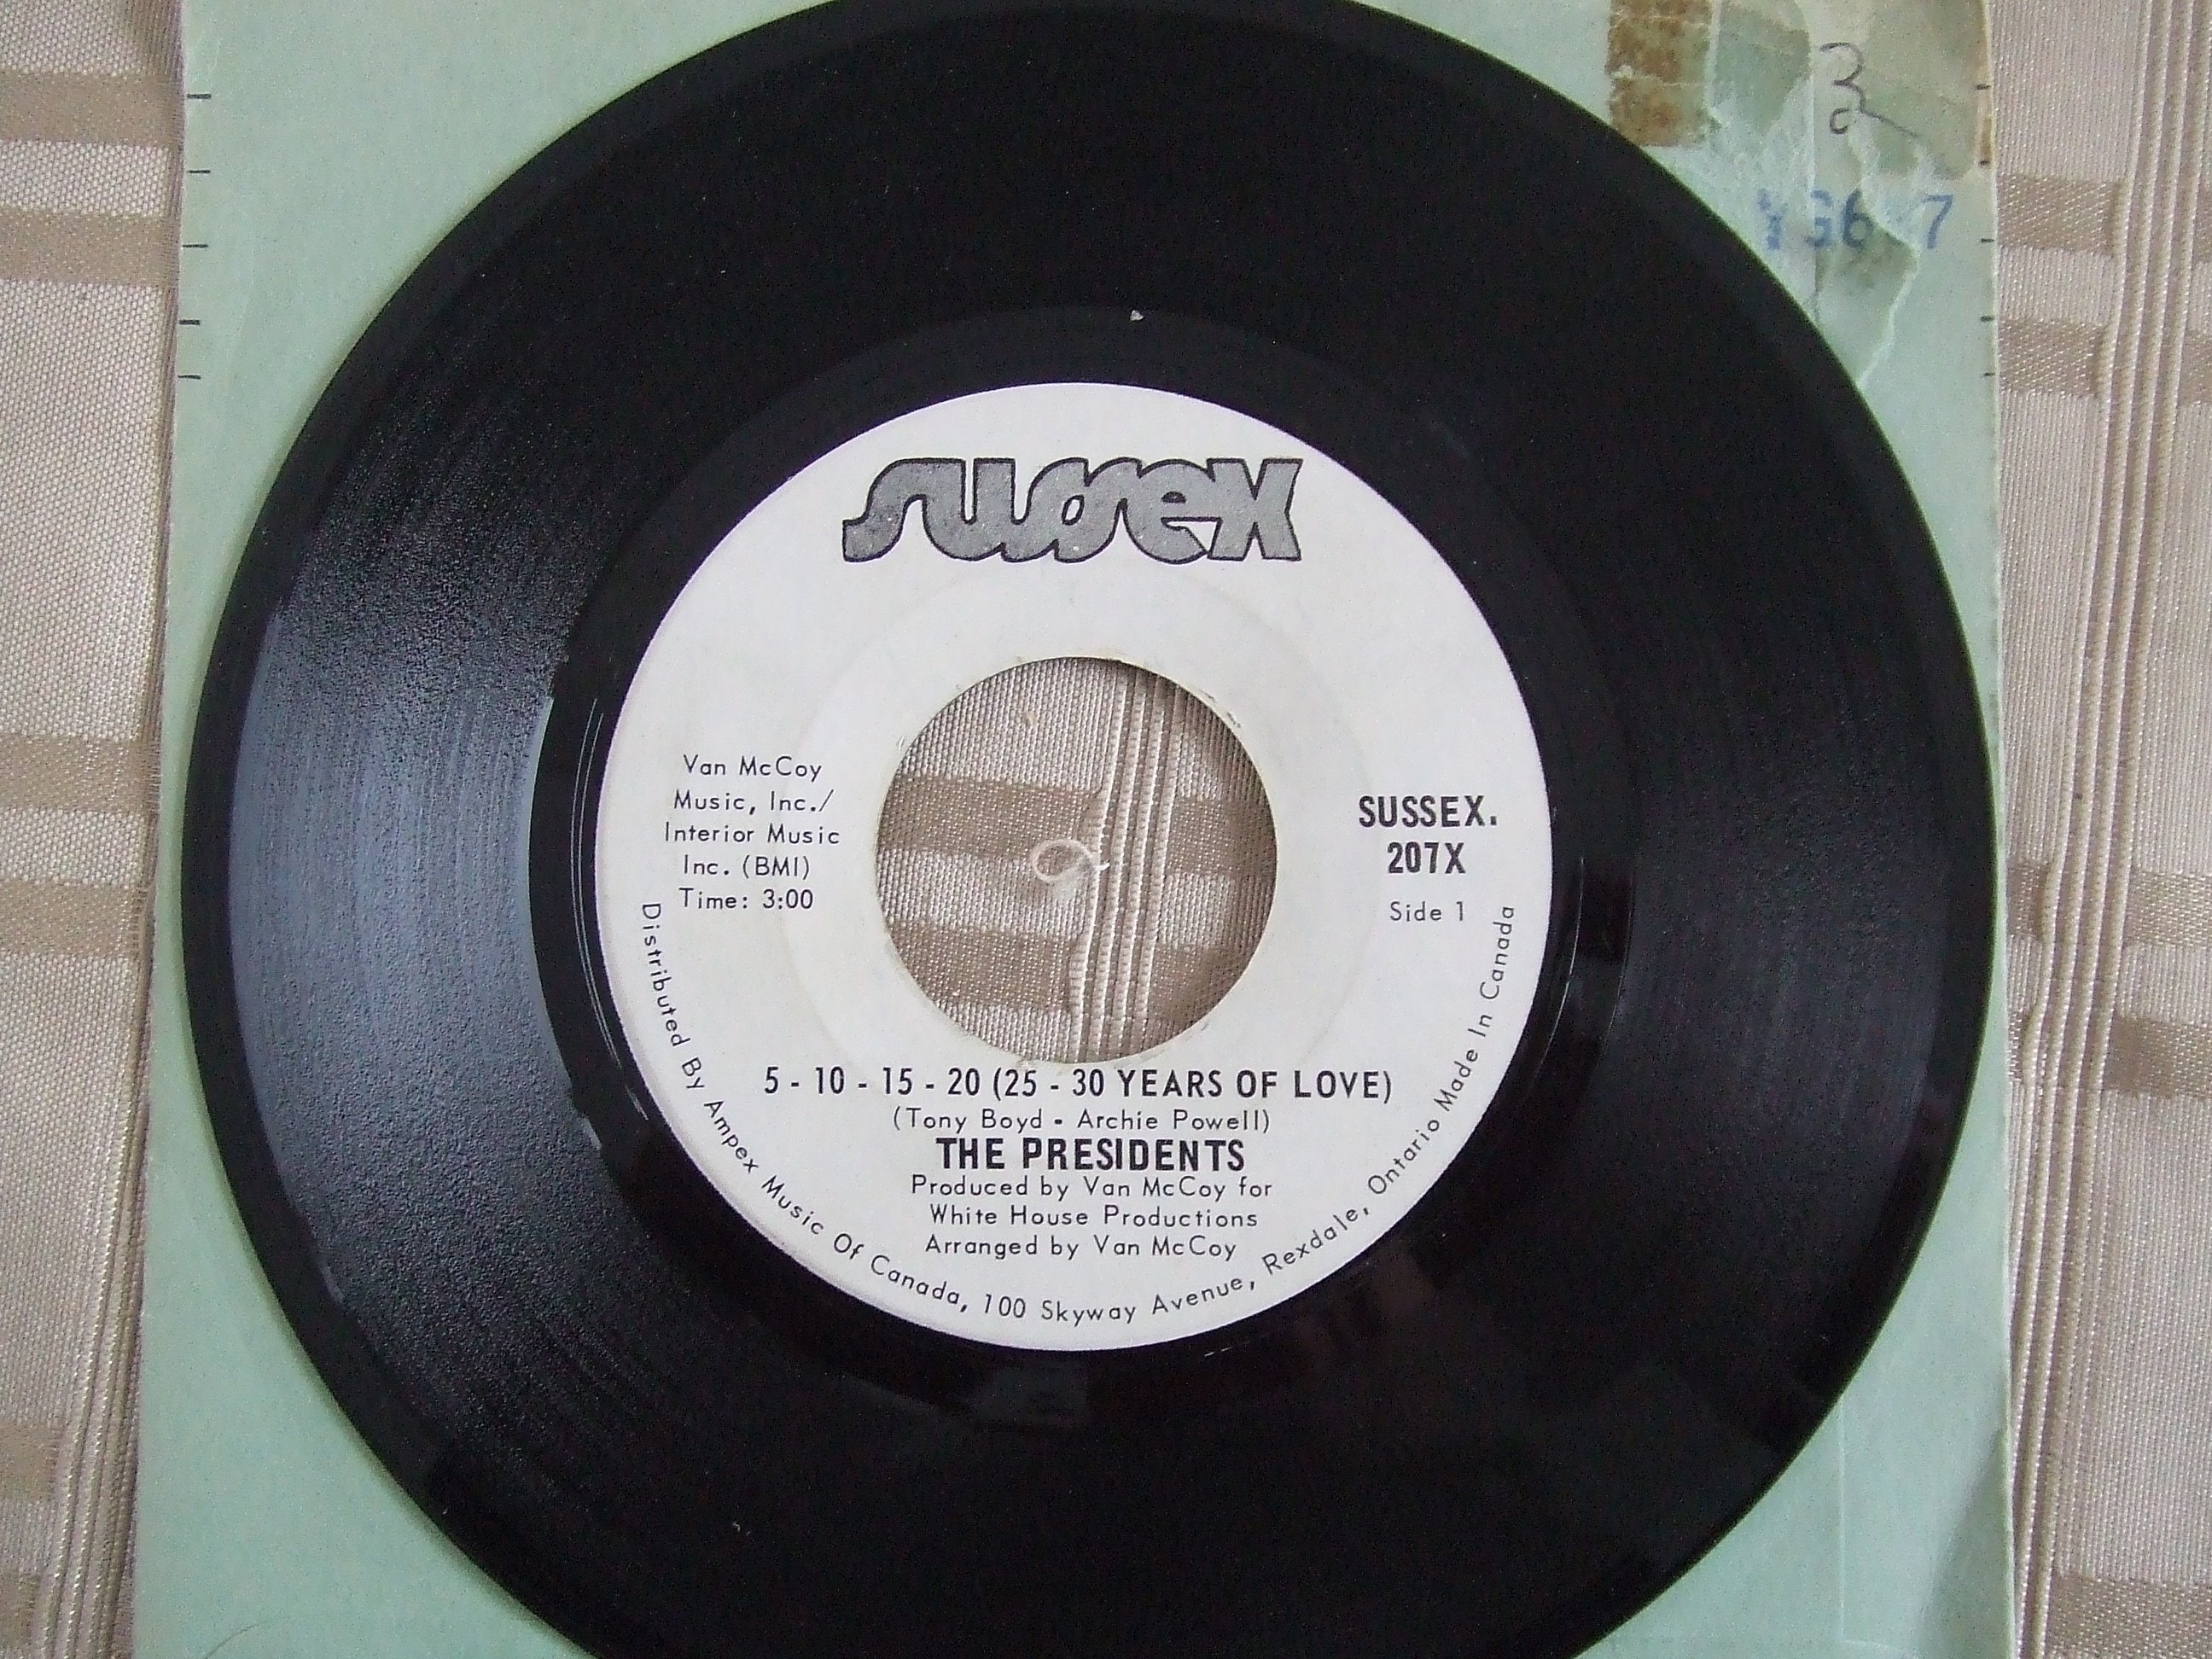 3
sussex
Van McCoy
Music, Inc./
Interior Music
Inc. (BMI)
Time: 3:00
SUSSEX.
207X
Side 1
5 - 10 - 15 - 20 (25 - 30 YEARS OF LOVE)
(Tony Boyd - Archie Powell)
THE PRESIDENTS
Produced by Van McCoy for
White House Productions
Arranged by Van McCoy
Distributed By Ampex Music Of Canada, 100 Skyway Avenue, Rexdale, Ontario Made In Canada